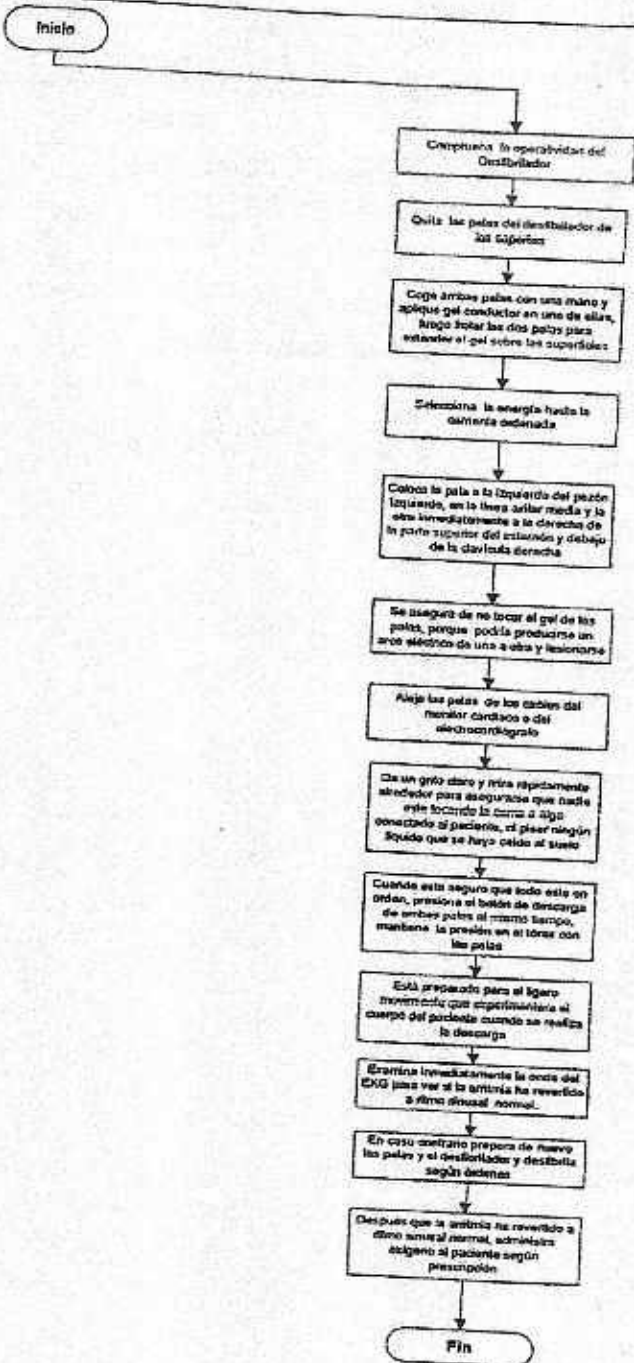 Inicio
Comprueba la operatividad del
Desfibrilador
Quita las palas del desfibrilador de
los soportes
Coge ambas palas con una mano y
aplique gel conductor en una de ellas,
luego frotar las dos palas para
extender el gel sobre las superficies
Selecciona la energía hasta la
cantidad ordenada
Coloca la pala a la izquierda del pezón
izquierdo, en la línea axilar media y la
otra inmediatamente a la derecha de
la parte superior del esternón y debajo
de la clavícula derecha
Se asegura de no tocar el gel de las
palas, porque podría producirse un
arco eléctrico de una a otra y lesionarse
Aleja las palas de los cables del
monitor cardiaco o del
electrocardiógrafo
Da un grito claro y mira rápidamente
alrededor para asegurarse que nadie
este tocando la cama o algo
conectado al paciente, ni pisar ningún
líquido que se haya caído al suelo
Cuando esta seguro que todo esta en
orden, presiona el botón de descarga
de ambas palas al mismo tiempo,
mantiene la presión en el tórax con
las palas
Está preparado para el ligero
movimiento que experimentara el
cuerpo del paciente cuando se realiza
la descarga
Examina inmediatamente la onda del
EKG para ver si la arritmia ha revertido
a ritmo sinusal normal.
En caso contrario prepara de nuevo
las palas y el desfibrilador y desfibrila
según órdenes
Después que la arritmia ha revertido a
ritmo sinusal normal, administra
oxígeno al paciente según
prescripción
Fin